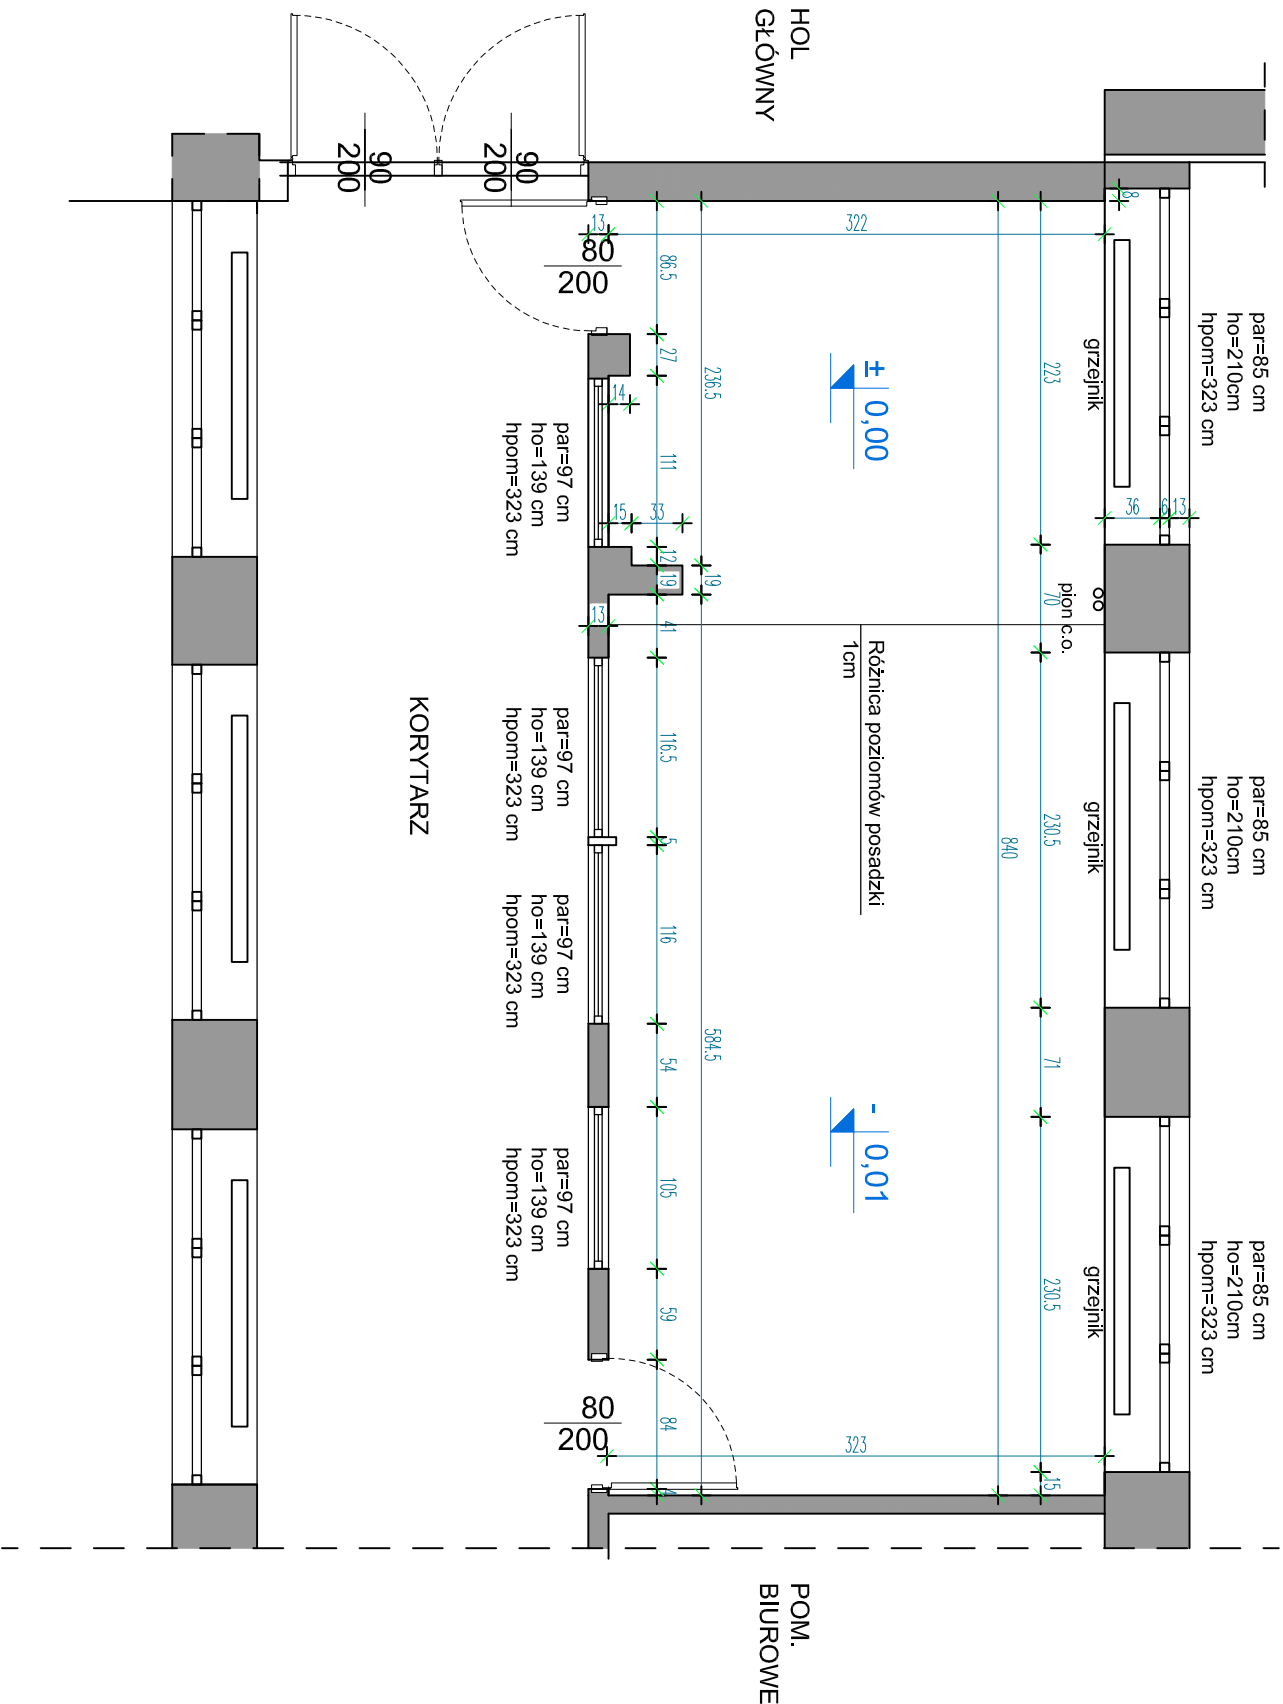 HOL
GŁÓWNY
90
200
90
200
80
200
13
322
8
par=85 cm
ho=210cm
hpom=323 cm
grzejnik
86.5
27
236.5
223
± 0,00
14
111
par=97 cm
ho=139 cm
hpom=323 cm
15
33
36
6
13
12
19
19
70
pion c.o.
13
41
Różnica poziomów posadzki
1cm
KORYTARZ
par=97 cm
ho=139 cm
hpom=323 cm
116.5
5
840
230.5
grzejnik
par=85 cm
ho=210cm
hpom=323 cm
par=97 cm
ho=139 cm
hpom=323 cm
116
54
584.5
71
- 0,01
par=97 cm
ho=139 cm
hpom=323 cm
105
59
230.5
grzejnik
par=85 cm
ho=210cm
hpom=323 cm
80
200
84
323
4
15
POM.
BIUROWE